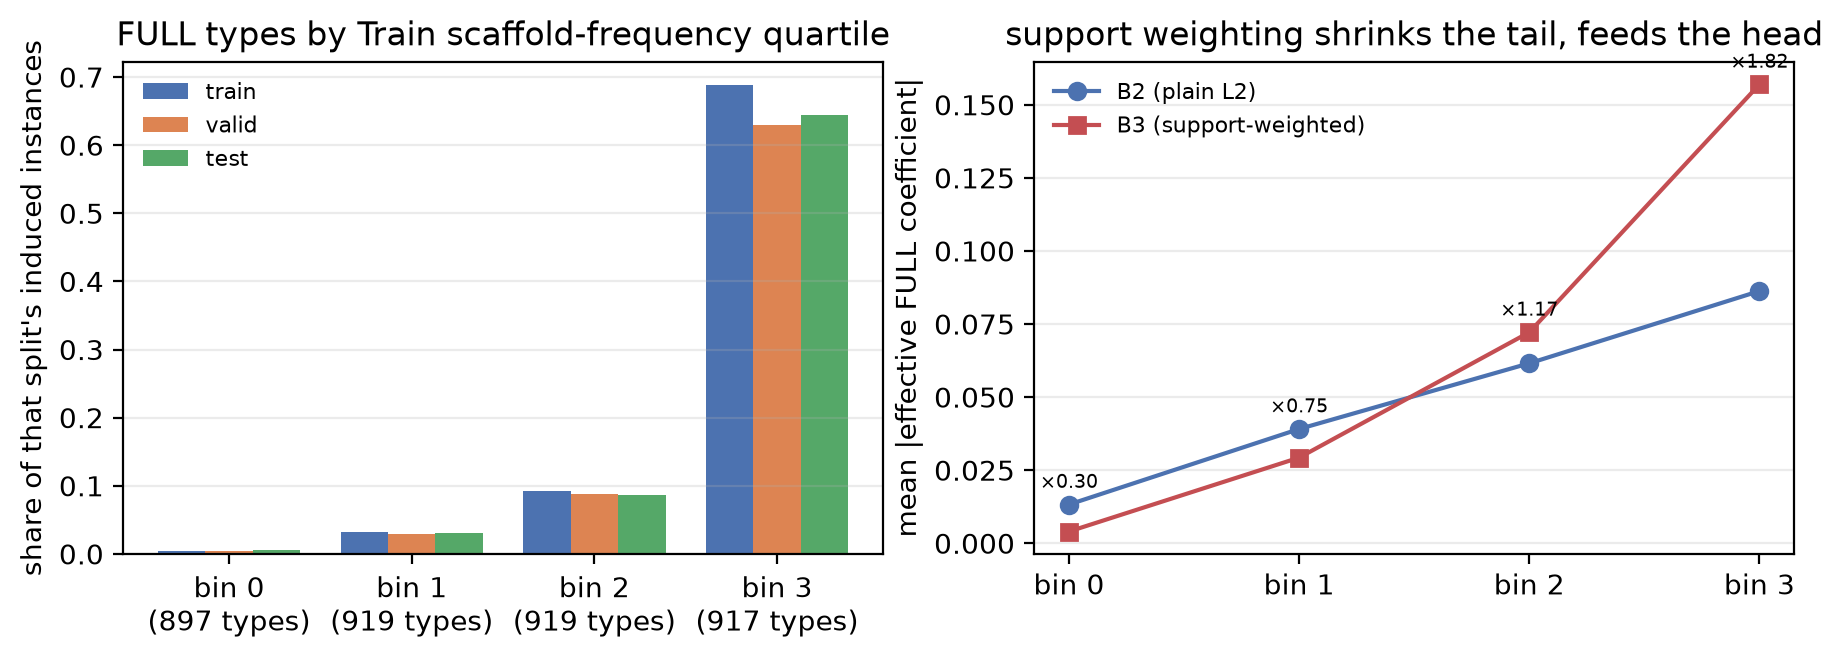 FULL types by Train scaffold-frequency quartile
share of that split's induced instances
0.7
0.6
0.5
0.4
0.3
0.2
0.1
0.0
train
valid
test
bin 0
(897 types)
bin 1
(919 types)
bin 2
(919 types)
bin 3
(917 types)
support weighting shrinks the tail, feeds the head
mean |effective FULL coefficient|
0.150
0.125
0.100
0.075
0.050
0.025
0.000
B2 (plain L2)
B3 (support-weighted)
×0.30
×0.75
×1.17
×1.82
bin 0
bin 1
bin 2
bin 3